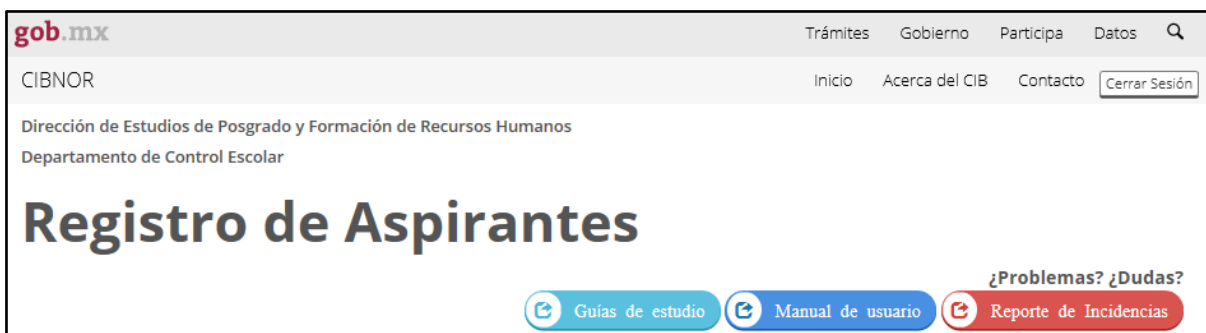 gob.mx Trámites Gobierno Participa Datos
CIBNOR Inicio Acerca del CIB Contacto Cerrar Sesión
Dirección de Estudios de Posgrado y Formación de Recursos Humanos
Departamento de Control Escolar
Registro de Aspirantes
¿Problemas? ¿Dudas?
Guías de estudio Manual de usuario Reporte de Incidencias